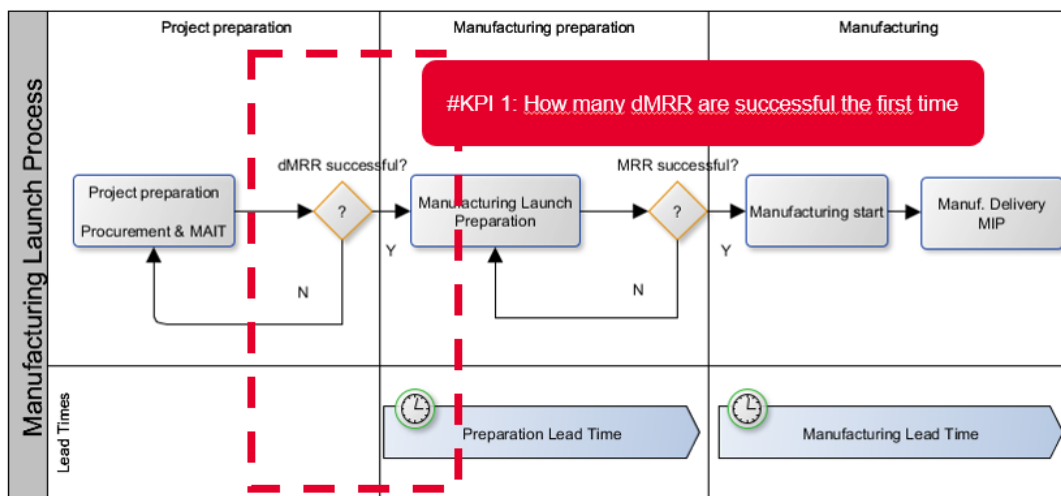 Manufacturing Launch Process
Project preparation
Manufacturing preparation
Manufacturing
#KPI 1: How many dMRR are successful the first time
dMRR successful?
MRR successful?
Project preparation
Procurement & MAIT
?
Manufacturing Launch
Preparation
?
Manufacturing start
Manuf. Delivery
MIP
Y
Y
N
N
Lead Times
Preparation Lead Time
Manufacturing Lead Time